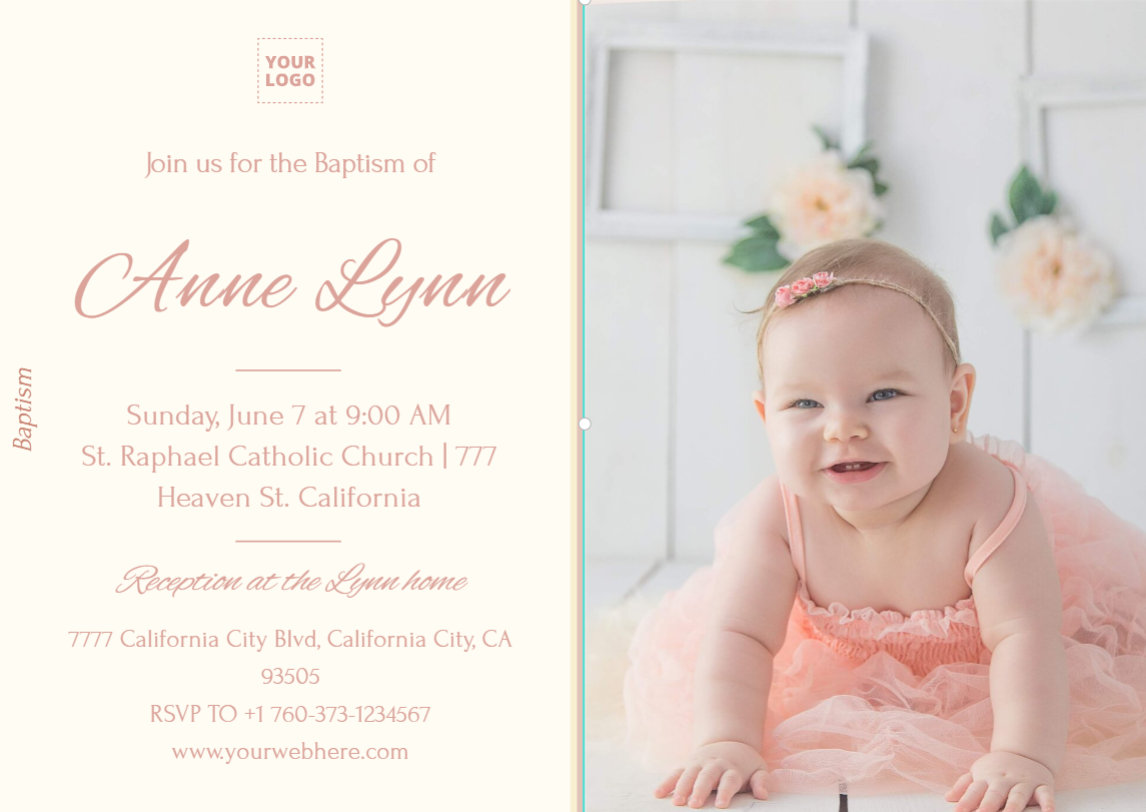 YOUR
LOGO
Join us for the Baptism of
Anne Lynn
Baptism
Sunday, June 7 at 9:00 AM
St. Raphael Catholic Church | 777
Heaven St. California
Reception at the Lynn home
7777 California City Blvd, California City, CA
93505
RSVP TO +1 760-373-1234567
www.yourwebhere.com